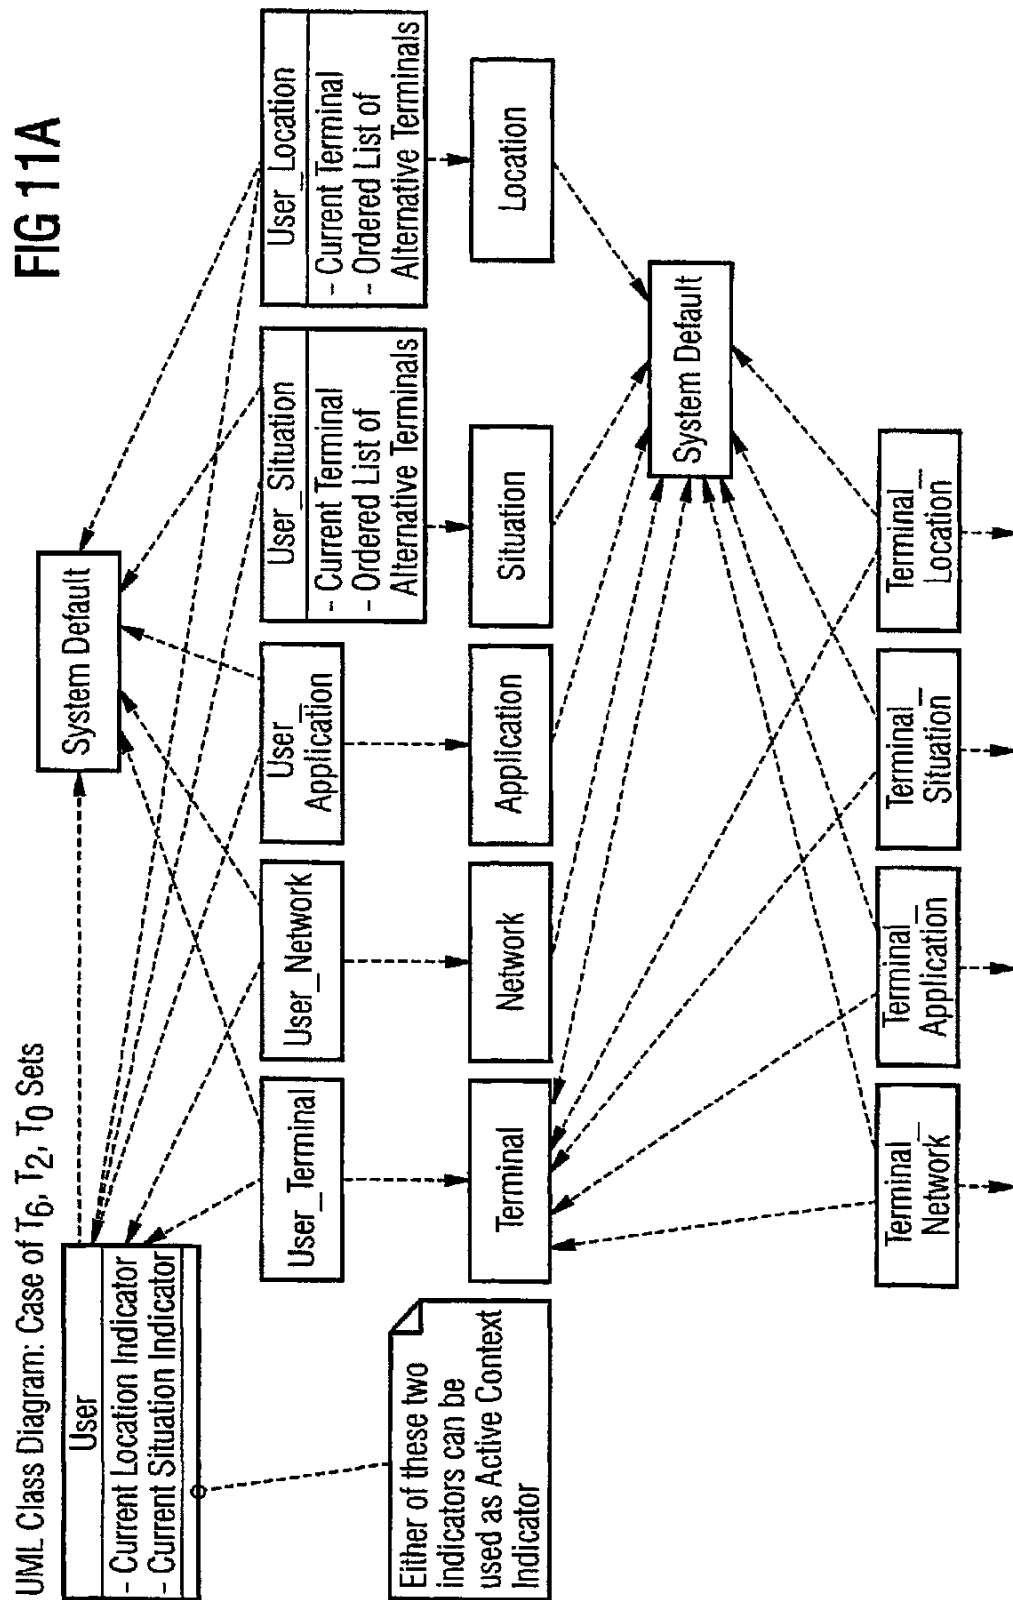 FIG 11A
UML Class Diagram: Case of T6, T2, T0 Sets
User
- Current Location Indicator
- Current Situation Indicator
System Default
Either of these two
indicators can be
used as Active Context
Indicator
User_Terminal
User_Network
User_
Application
User_Situation
- Current Terminal
- Ordered List of
Alternative Terminals
User_Location
- Current Terminal
- Ordered List of
Alternative Terminals
Terminal
Network
Application
Situation
Location
System Default
Terminal_
Network
Terminal_
Application
Terminal_
Situation
Terminal_
Location